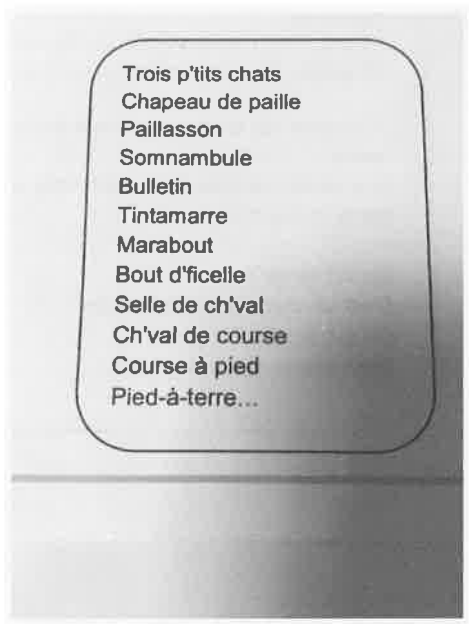 Trois p'tits chats
Chapeau de paille
Paillasson
Somnambule
Bulletin
Tintamarre
Marabout
Bout d'ficelle
Selle de ch'val
Ch'val de course
Course à pied
Pied-à-terre...